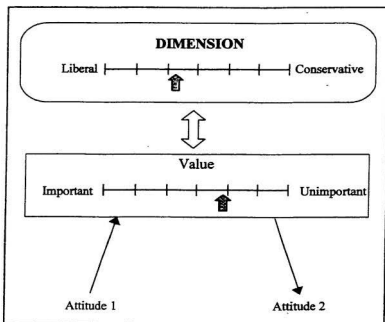 DIMENSION
Liberal Conservative
Value
Important Unimportant
Attitude 1 Attitude 2